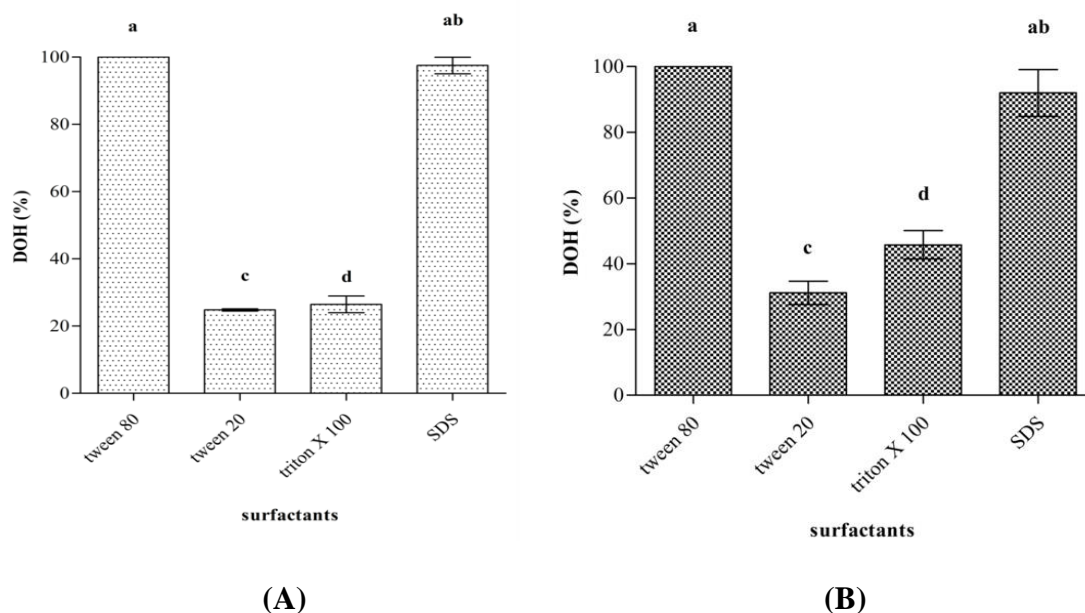 a
ab
100
80
60
40
20
0
DOH (%)
c
d
tween 80
tween 20
triton X 100
SDS
surfactants
(A)
a
ab
100
80
60
40
20
0
DOH (%)
c
d
tween 80
tween 20
triton X 100
SDS
surfactants
(B)